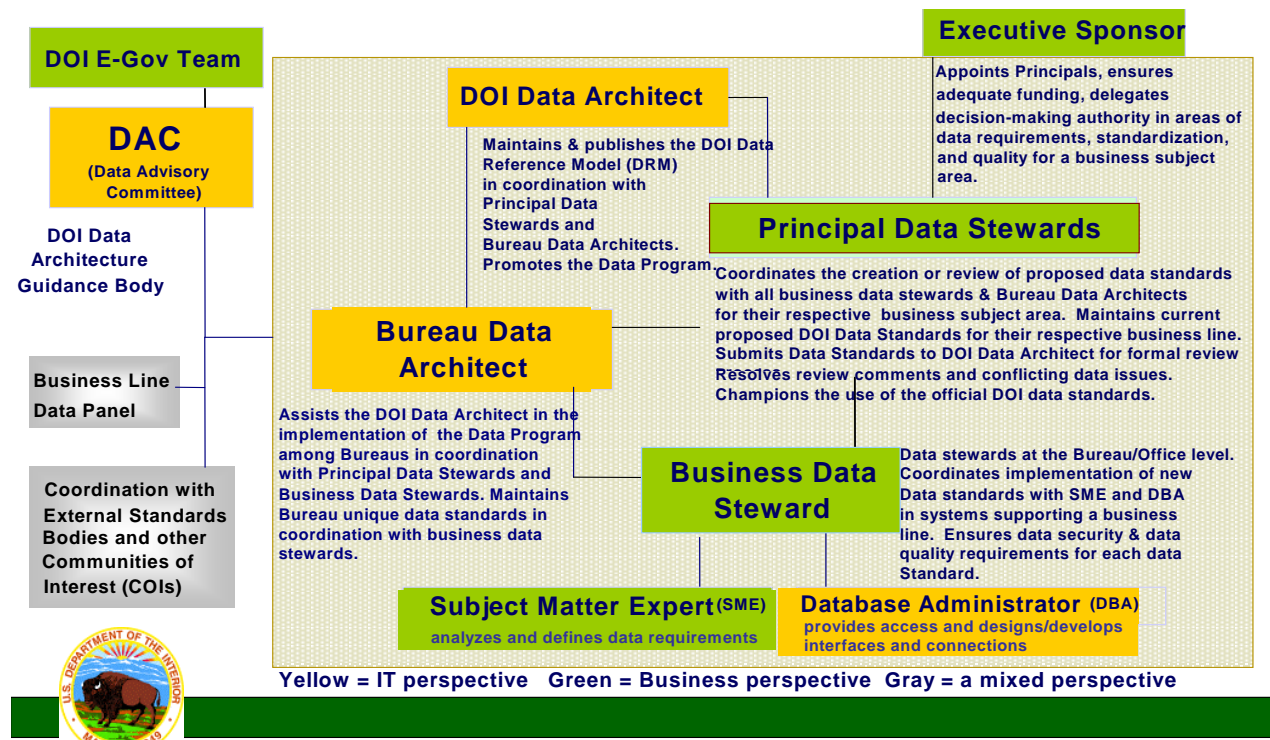 DOI E-Gov Team
DAC
(Data Advisory
Committee)
DOI Data
Architecture
Guidance Body
Business Line
Data Panel
Coordination with
External Standards
Bodies and other
Communities of
Interest (COIs)
Executive Sponsor
Appoints Principals, ensures
adequate funding, delegates
decision-making authority in areas of
data requirements, standardization,
and quality for a business subject
area.
DOI Data Architect
Maintains & publishes the DOI Data
Reference Model (DRM)
in coordination with
Principal Data
Stewards and
Bureau Data Architects.
Promotes the Data Program.
Principal Data Stewards
Coordinates the creation or review of proposed data standards
with all business data stewards & Bureau Data Architects
for their respective business subject area. Maintains current
proposed DOI Data Standards for their respective business line.
Submits Data Standards to DOI Data Architect for formal review
Resolves review comments and conflicting data issues.
Champions the use of the official DOI data standards.
Bureau Data
Architect
Assists the DOI Data Architect in the
implementation of the Data Program
among Bureaus in coordination
with Principal Data Stewards and
Business Data Stewards. Maintains
Bureau unique data standards in
coordination with business data
stewards.
Business Data
Steward
Data stewards at the Bureau/Office level.
Coordinates implementation of new
Data standards with SME and DBA
in systems supporting a business
line. Ensures data security & data
quality requirements for each data
Standard.
Subject Matter Expert (SME)
analyzes and defines data requirements
Database Administrator (DBA)
provides access and designs/develops
interfaces and connections
Yellow = IT perspective Green = Business perspective Gray = a mixed perspective
U.S. DEPARTMENT OF THE INTERIOR